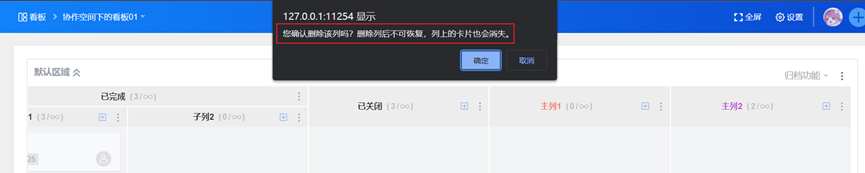 看板 > 协作空间下的看板01
全屏
设置
127.0.0.1:11254 显示
您确认删除该列吗？删除列后不可恢复，列上的卡片也会消失。
确定
取消
默认区域
归档功能
已完成 (3/∞)
1 (3/∞)
子列2 (0/∞)
已关闭 (3/∞)
主列1 (0/∞)
主列2 (2/∞)
25